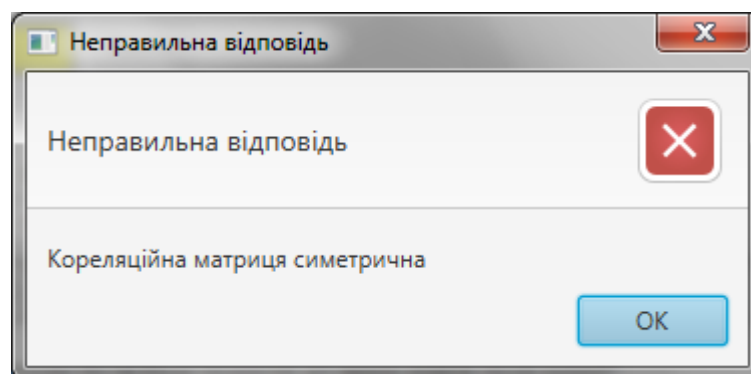 Неправильна відповідь
Неправильна відповідь
Кореляційна матриця симетрична
OK